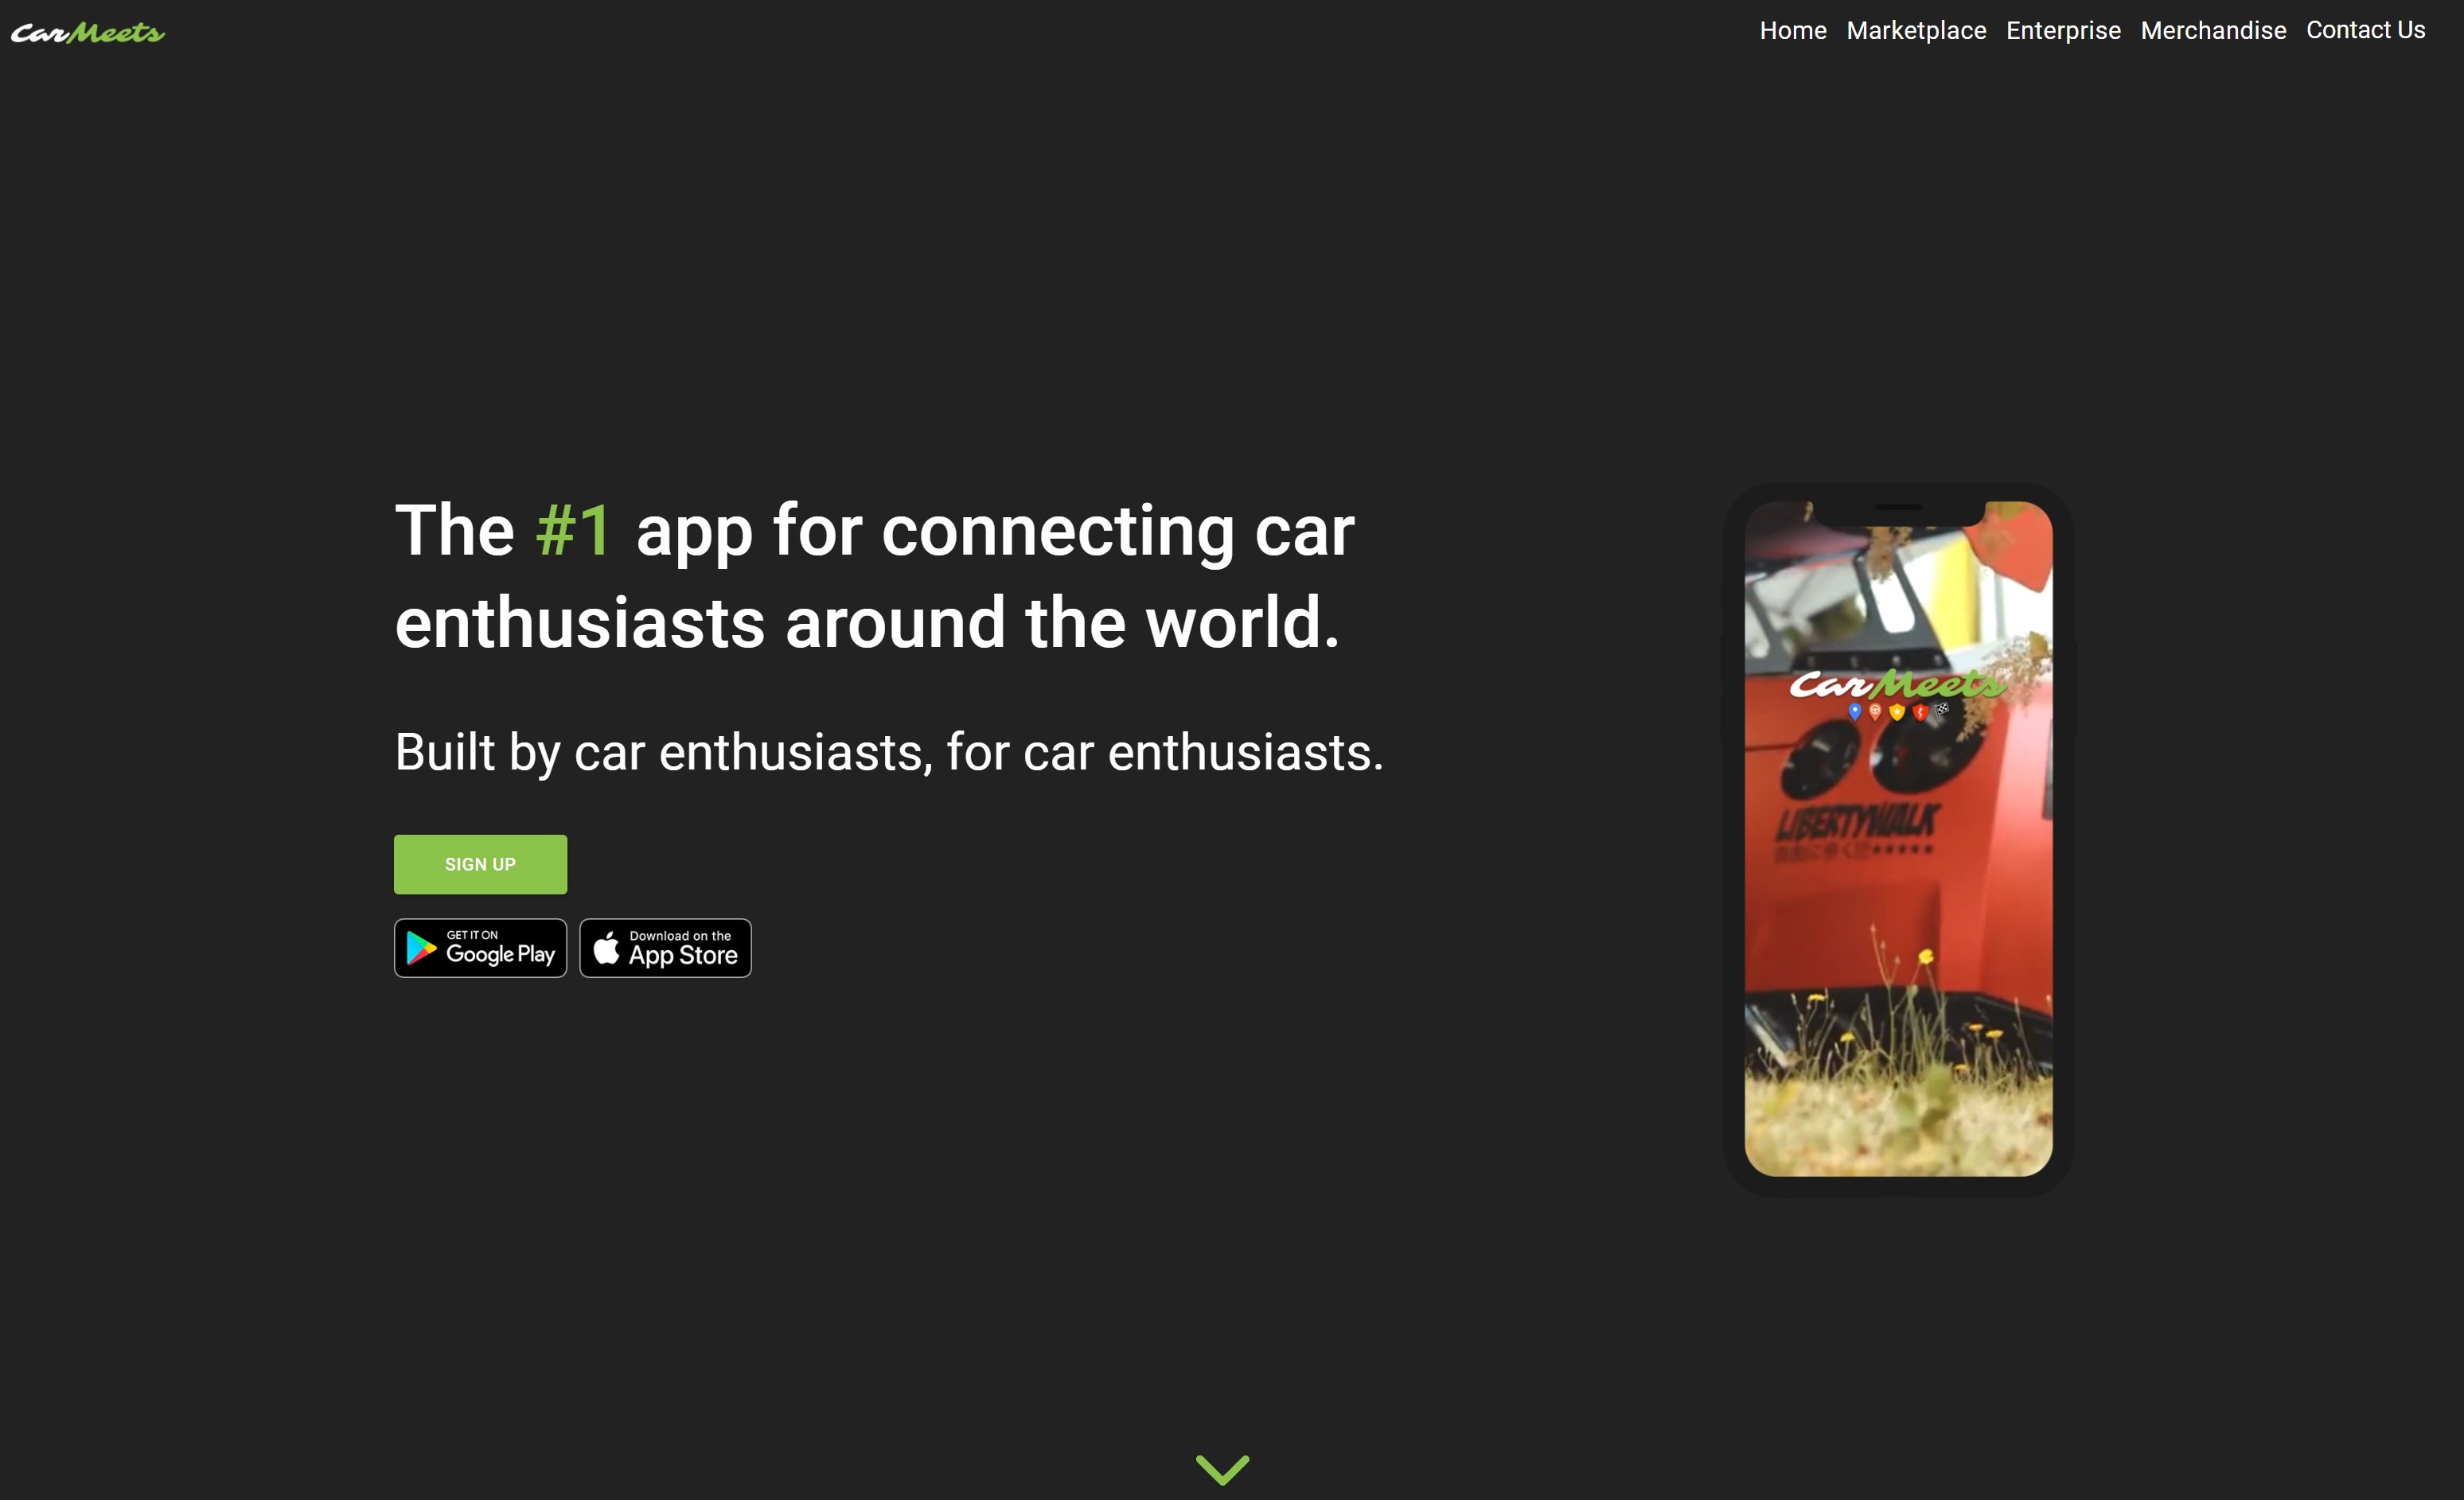 CarMeets
Home Marketplace Enterprise Merchandise Contact Us
The #1 app for connecting car
enthusiasts around the world.
Built by car enthusiasts, for car enthusiasts.
SIGN UP
GET IT ON
Google Play
Download on the
App Store
CarMeets
LIBERTYWALK